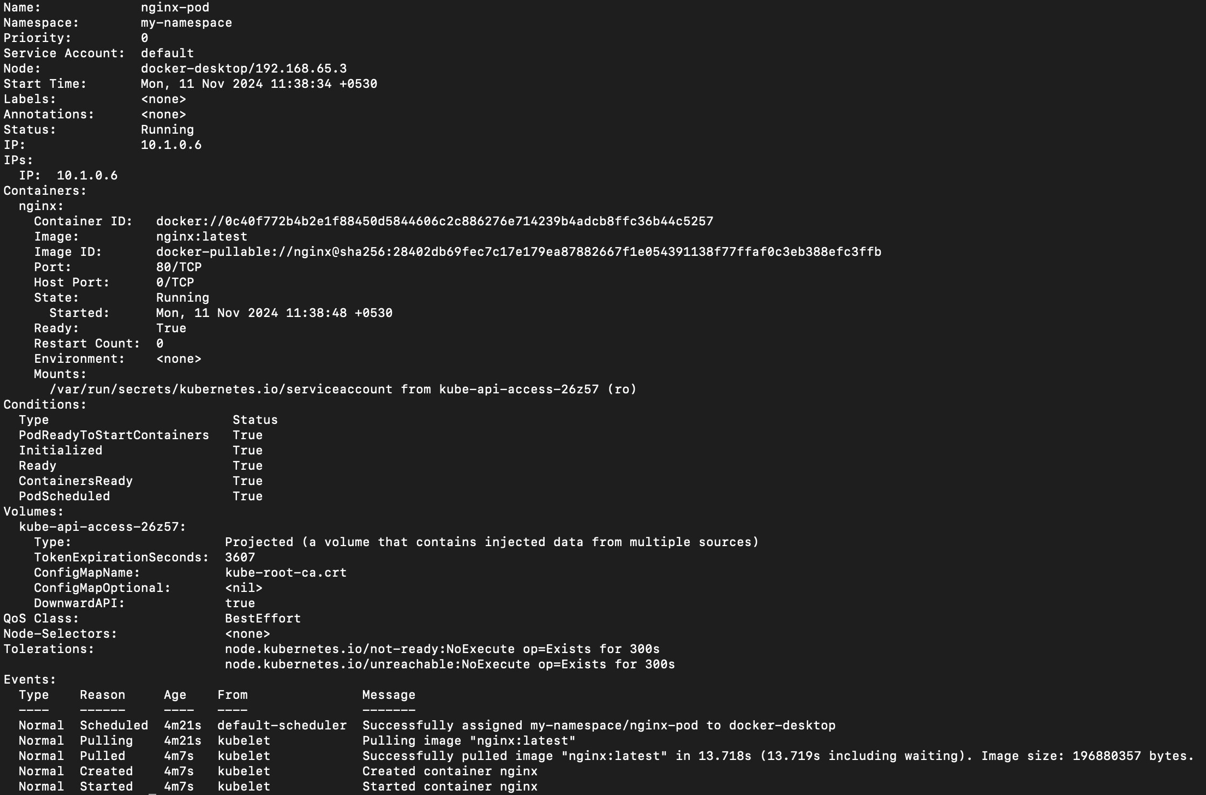 Name:             nginx-pod
Namespace:        my-namespace
Priority:         0
Service Account:  default
Node:             docker-desktop/192.168.65.3
Start Time:       Mon, 11 Nov 2024 11:38:34 +0530
Labels:           <none>
Annotations:      <none>
Status:           Running
IP:               10.1.0.6
IPs:
  IP:  10.1.0.6
Containers:
  nginx:
    Container ID:   docker://0c40f772b4b2e1f88450d5844606c2c886276e714239b4adcb8ffc36b44c5257
    Image:          nginx:latest
    Image ID:       docker-pullable://nginx@sha256:28402db69fec7c17e179ea87882667f1e054391138f77ffaf0c3eb388efc3ffb
    Port:           80/TCP
    Host Port:      0/TCP
    State:          Running
      Started:      Mon, 11 Nov 2024 11:38:48 +0530
    Ready:          True
    Restart Count:  0
    Environment:    <none>
    Mounts:
      /var/run/secrets/kubernetes.io/serviceaccount from kube-api-access-26z57 (ro)
Conditions:
  Type                        Status
  PodReadyToStartContainers   True
  Initialized                 True
  Ready                       True
  ContainersReady             True
  PodScheduled                True
Volumes:
  kube-api-access-26z57:
    Type:                    Projected (a volume that contains injected data from multiple sources)
    TokenExpirationSeconds:  3607
    ConfigMapName:           kube-root-ca.crt
    ConfigMapOptional:       <nil>
    DownwardAPI:             true
QoS Class:                   BestEffort
Node-Selectors:              <none>
Tolerations:                 node.kubernetes.io/not-ready:NoExecute op=Exists for 300s
                             node.kubernetes.io/unreachable:NoExecute op=Exists for 300s
Events:
  Type    Reason     Age    From               Message
  ----    ------     ----   ----               -------
  Normal  Scheduled  4m21s  default-scheduler  Successfully assigned my-namespace/nginx-pod to docker-desktop
  Normal  Pulling    4m21s  kubelet            Pulling image "nginx:latest"
  Normal  Pulled     4m7s   kubelet            Successfully pulled image "nginx:latest" in 13.718s (13.719s including waiting). Image size: 196880357 bytes.
  Normal  Created    4m7s   kubelet            Created container nginx
  Normal  Started    4m7s   kubelet            Started container nginx